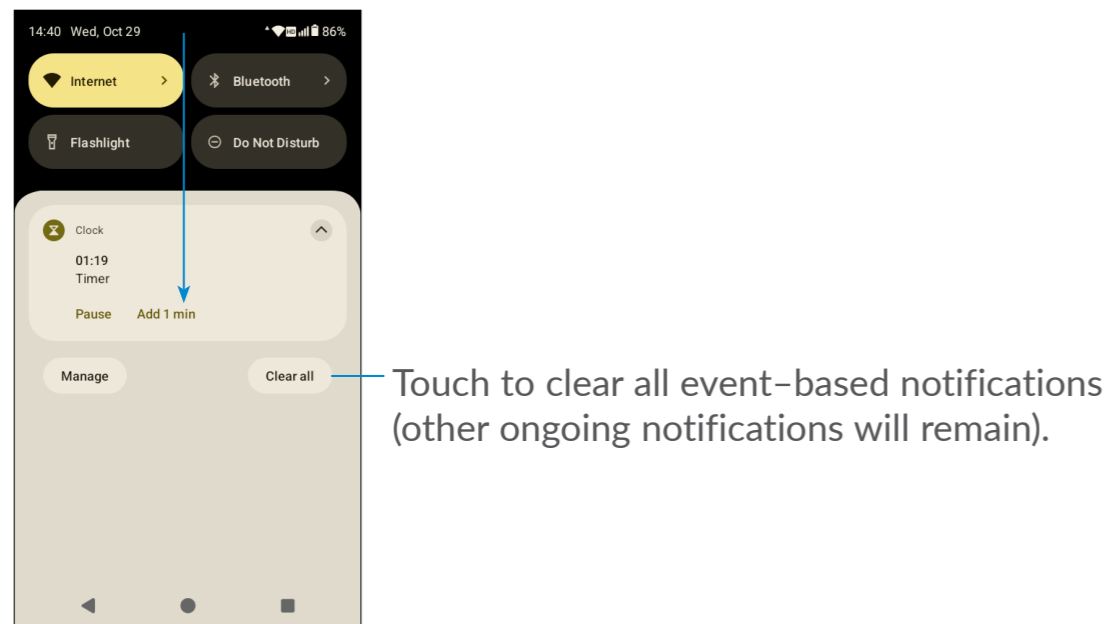 14:40 Wed, Oct 29 86%
Internet Bluetooth
Flashlight Do Not Disturb
Clock
01:19
Timer
Pause Add 1 min
Manage Clear all
Touch to clear all event–based notifications
(other ongoing notifications will remain).